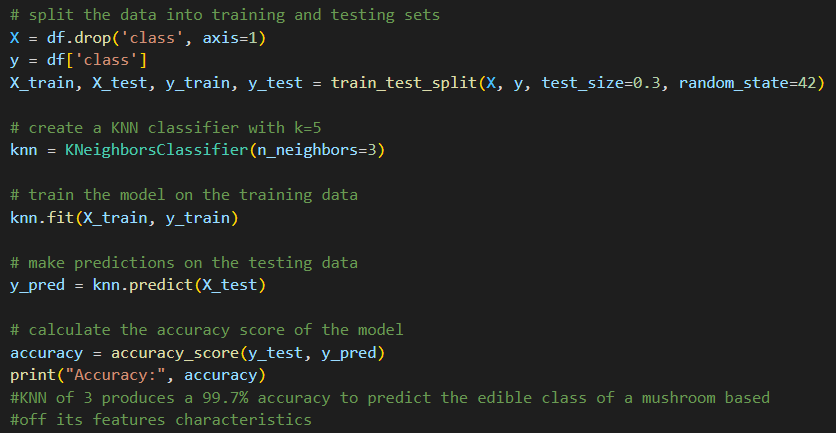 # split the data into training and testing sets
X = df.drop('class', axis=1)
y = df['class']
X_train, X_test, y_train, y_test = train_test_split(X, y, test_size=0.3, random_state=42)
# create a KNN classifier with k=5
knn = KNeighborsClassifier(n_neighbors=3)
# train the model on the training data
knn.fit(X_train, y_train)
# make predictions on the testing data
y_pred = knn.predict(X_test)
# calculate the accuracy score of the model
accuracy = accuracy_score(y_test, y_pred)
print("Accuracy:", accuracy)
#KNN of 3 produces a 99.7% accuracy to predict the edible class of a mushroom based
#off its features characteristics